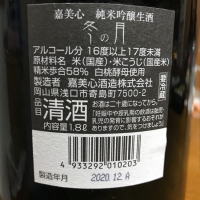 嘉美心 純米吟醸生酒
冬の月
アルコール分 16度以上17未満
原材料名 米(国産)・米こうじ(国産米)
精米歩合58% 白桃酵母使用
製造者 嘉美心酒造株式会社
岡山県浅口市寄島町7500-2
要冷蔵
清酒
内容量1.8ℓ
お酒は二十歳になってから。
4 933292 010203
製造年月 2020.12.A